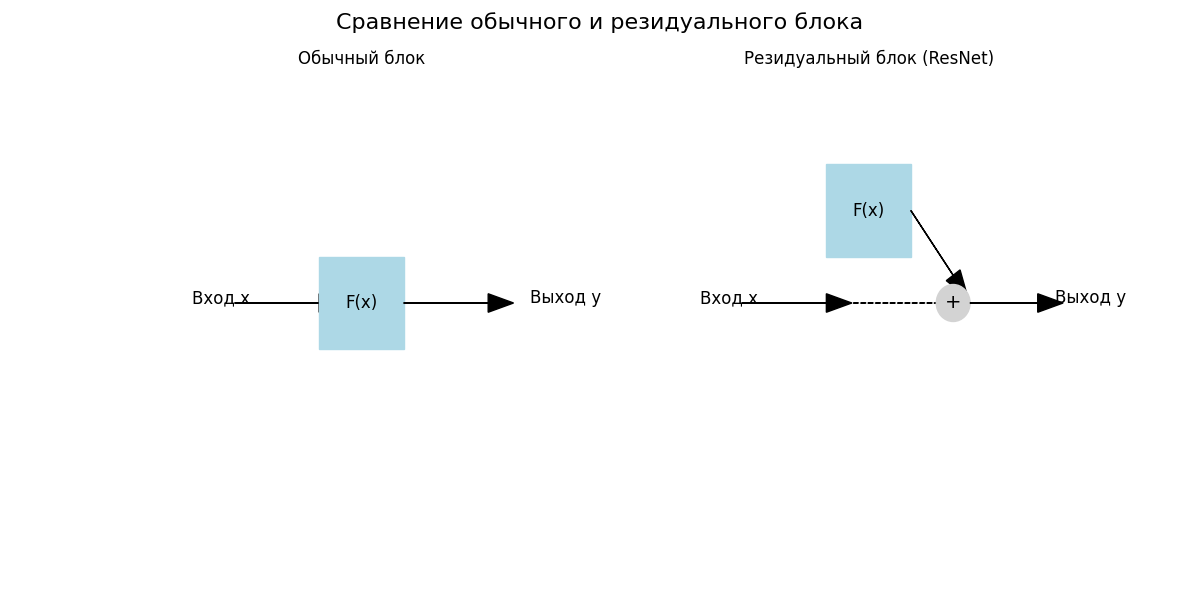 Сравнение обычного и резидуального блока
Обычный блок
Резидуальный блок (ResNet)
F(x)
Вход x
F(x)
Выход y
Вход x
+
Выход y